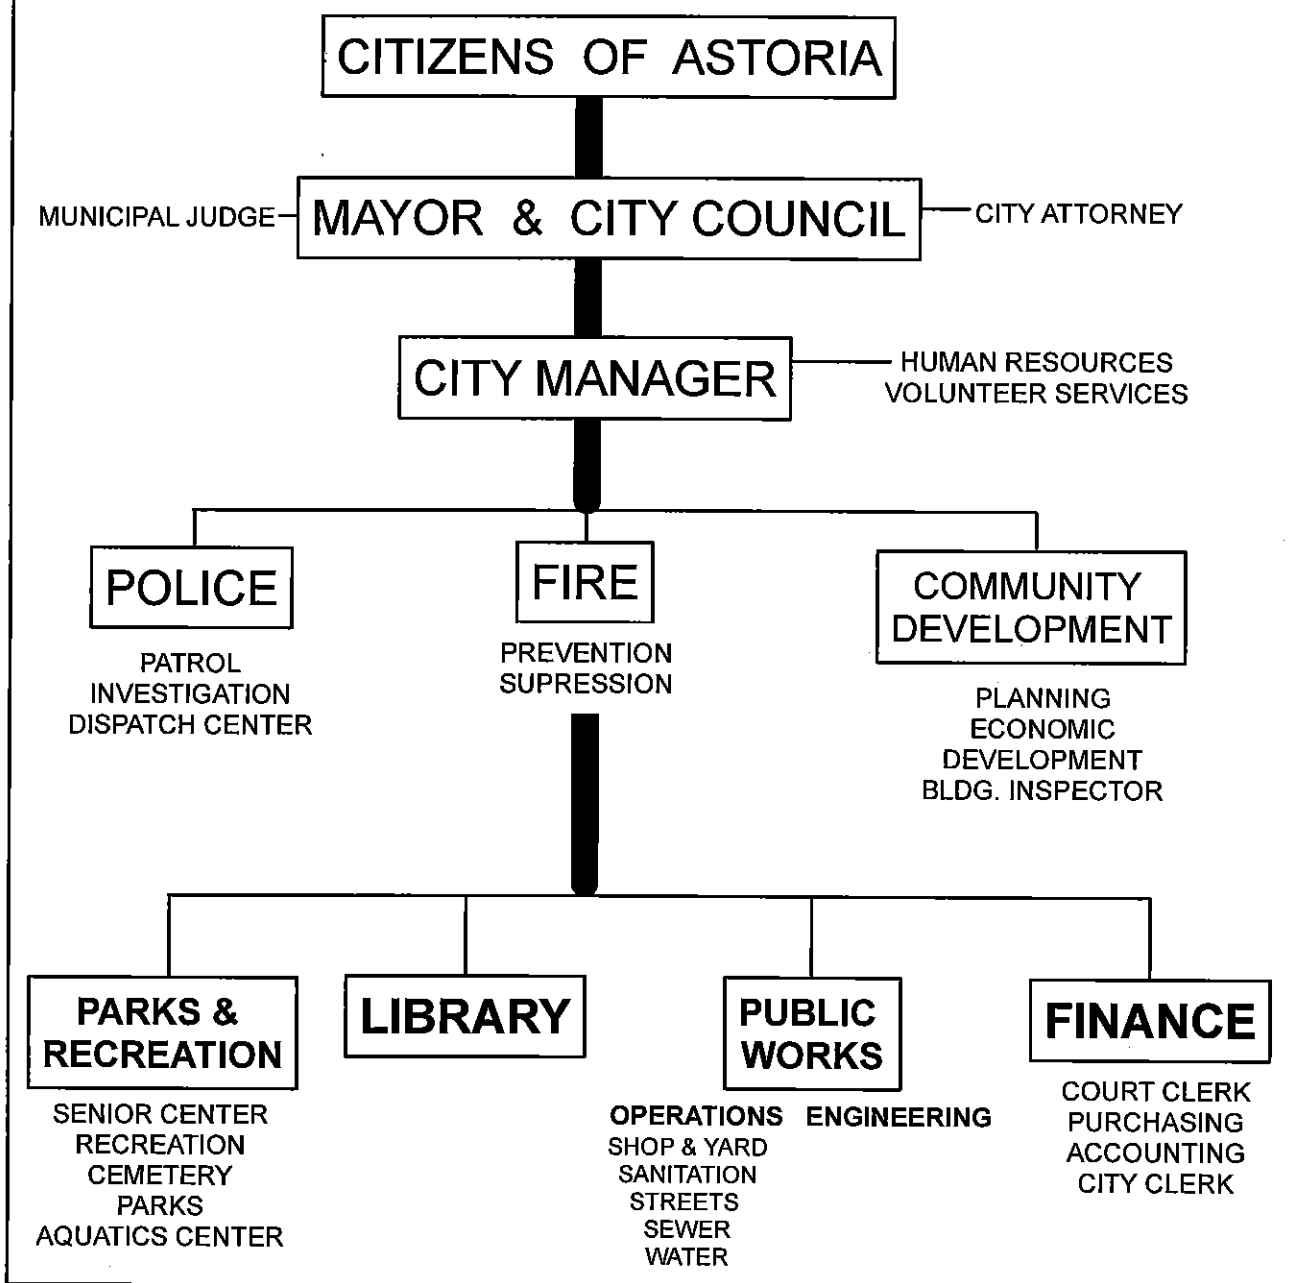 CITIZENS OF ASTORIA
MUNICIPAL JUDGE
MAYOR & CITY COUNCIL
CITY ATTORNEY
CITY MANAGER
HUMAN RESOURCES
VOLUNTEER SERVICES
POLICE
PATROL
INVESTIGATION
DISPATCH CENTER
FIRE
PREVENTION
SUPRESSION
COMMUNITY
DEVELOPMENT
PLANNING
ECONOMIC
DEVELOPMENT
BLDG. INSPECTOR
PARKS &
RECREATION
SENIOR CENTER
RECREATION
CEMETERY
PARKS
AQUATICS CENTER
LIBRARY
PUBLIC
WORKS
OPERATIONS ENGINEERING
SHOP & YARD
SANITATION
STREETS
SEWER
WATER
FINANCE
COURT CLERK
PURCHASING
ACCOUNTING
CITY CLERK